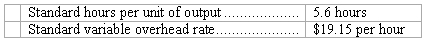 Standard hours per unit of output ................... 5.6 hours
Standard variable overhead rate..................... $19.15 per hour